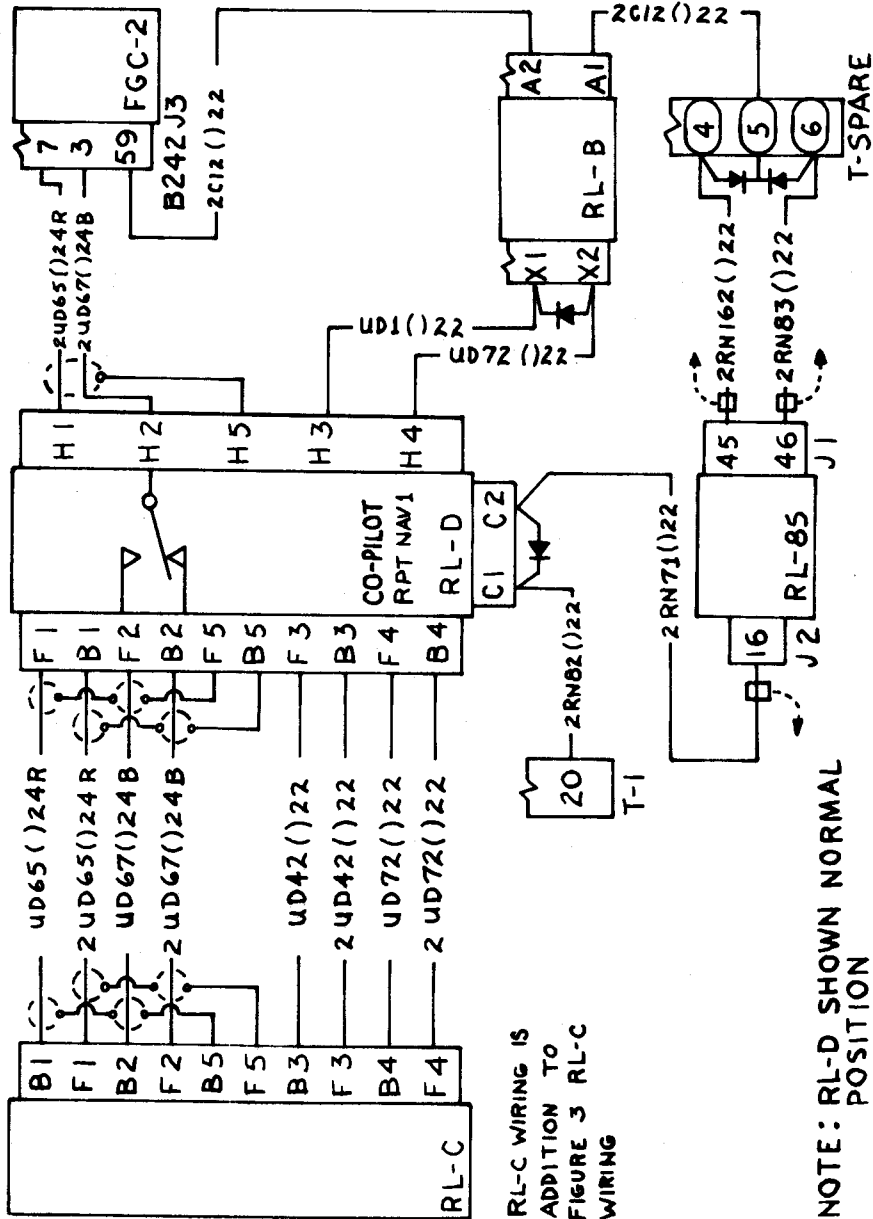 RL-C
B1
F1
B2
F2
B5
F5
B3
F3
B4
F4
UD65()24R
2UD65()24R
UD67()24B
2UD67()24B
UD42()22
2UD42()22
UD72()22
2UD72()22
F1
B1
F2
B2
F5
B5
F3
B3
F4
B4
CO-PILOT
RPT NAV1
RL-D
C1
C2
H1
H2
H5
H3
H4
2UD65()24R
2UD67()24B
7
3
59
FGC-2
B242J3
2C12()22
UD1()22
UD72()22
X1
X2
RL-B
A2
A1
2C12()22
4
5
6
T-SPARE
2RN162()22
2RN83()22
45
46
J1
RL-85
16
J2
2RN71()22
2RN82()22
20
T-1
RL-C WIRING IS
ADDITION TO
FIGURE 3 RL-C
WIRING
NOTE: RL-D SHOWN NORMAL
POSITION